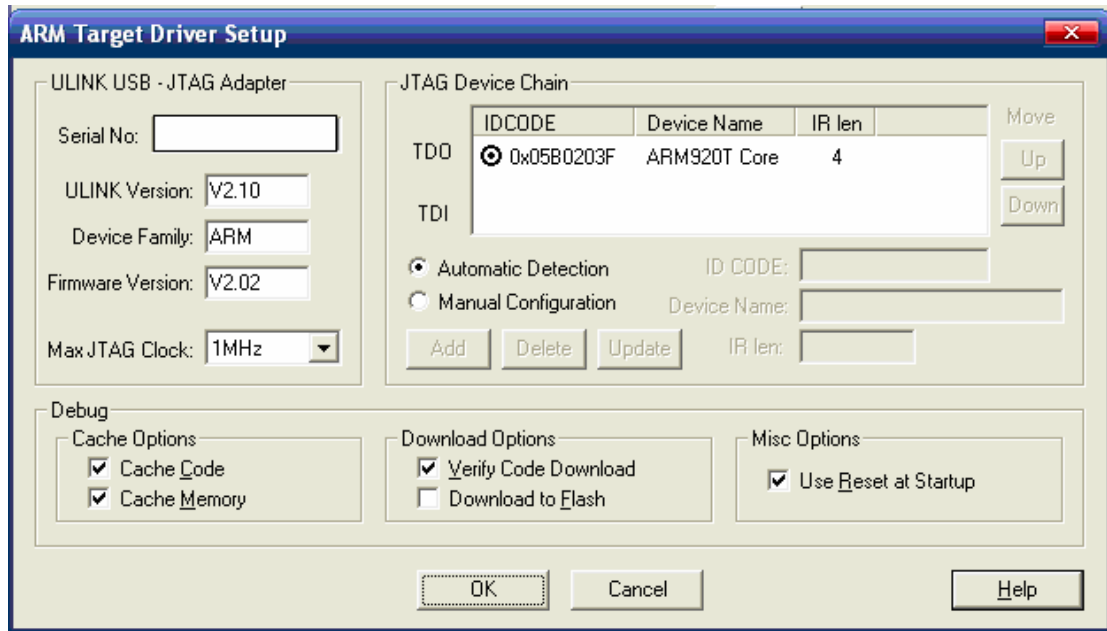 ARM Target Driver Setup
ULINK USB - JTAG Adapter
Serial No:
ULINK Version: V2.10
Device Family: ARM
Firmware Version: V2.02
Max JTAG Clock: 1MHz
JTAG Device Chain
IDCODE Device Name IR len
TDO 0x05B0203F ARM920T Core 4
TDI
Move
Up
Down
Automatic Detection ID CODE:
Manual Configuration Device Name:
Add Delete Update IR len:
Debug
Cache Options
Cache Code
Cache Memory
Download Options
Verify Code Download
Download to Flash
Misc Options
Use Reset at Startup
OK Cancel Help